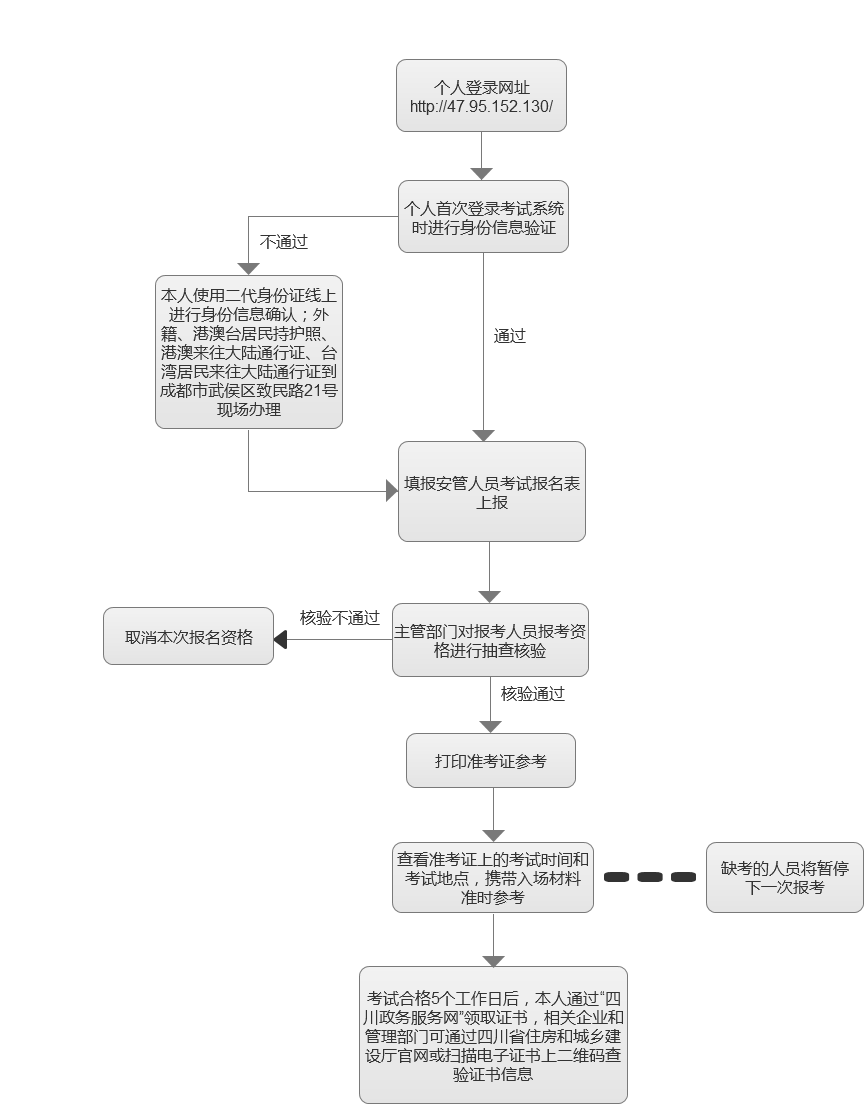 个人登录网址
http://47.95.152.130/
个人首次登录考试系统
时进行身份信息验证
不通过
本人使用二代身份证线上
进行身份信息确认；外
籍、港澳台居民持护照、
港澳来往大陆通行证、台
湾居民来往大陆通行证到
成都市武侯区致民路21号
现场办理
通过
填报安管人员考试报名表
上报
核验不通过
取消本次报名资格
主管部门对报考人员报考资
格进行抽查核验
核验通过
打印准考证参考
查看准考证上的考试时间和
考试地点，携带入场材料
准时参考
缺考的人员将暂停
下一次报考
考试合格5个工作日后，本人通过“四
川政务服务网”领取证书，相关企业和
管理部门可通过四川省住房和城乡建
设厅官网或扫描电子证书上二维码查
验证书信息